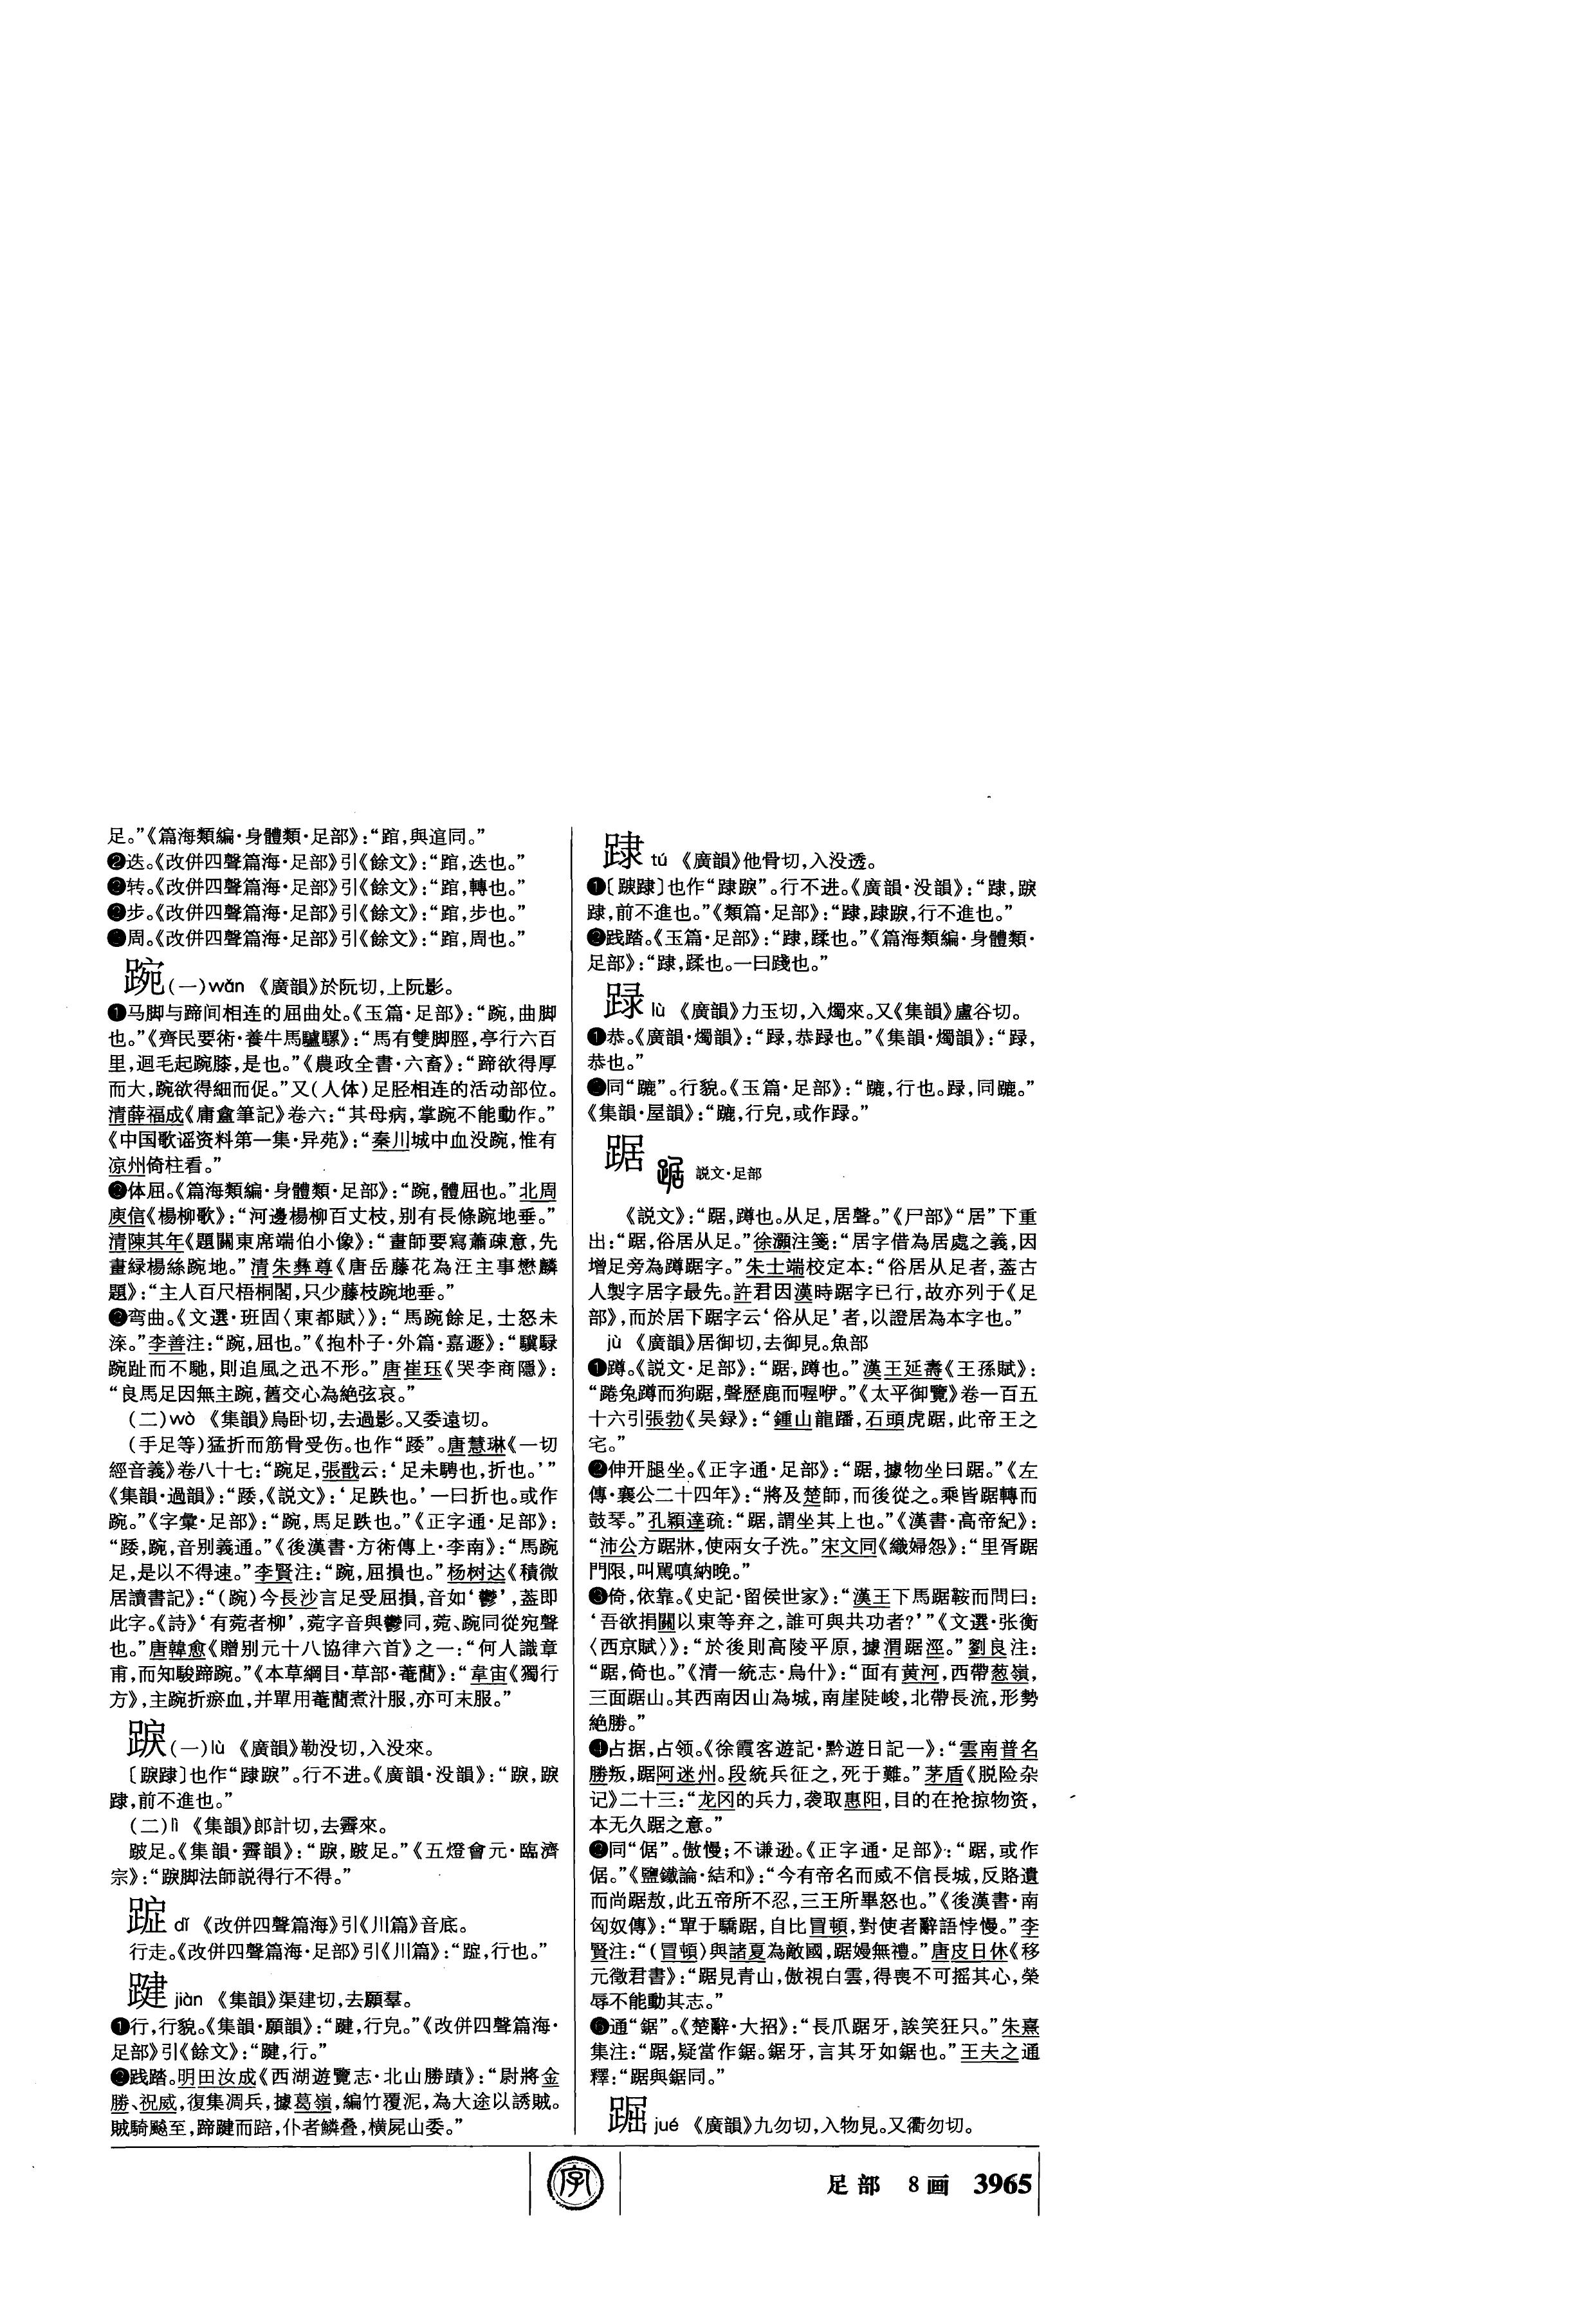 足。”《篇海類編·身體類·足部》：“踣，與逭同。”
❷迭。《改併四聲篇海·足部》引《餘文》：“䠉，迭也。”
❸转。《改併四聲篇海·足部》引《餘文》：“䠉，轉也。”
❹步。《改併四聲篇海·足部》引《餘文》：“䠉，步也。”
❺周。《改併四聲篇海·足部》引《餘文》：“䠉，周也。”
踠(一)wǎn 《廣韻》於阮切，上阮影。
❶马脚与蹄间相连的屈曲处。《玉篇·足部》：“踠，曲脚
也。”《齊民要術·養牛馬驢騾》：“馬有雙脚脛，亭行六百
里，迴毛起踠膝，是也。”《農政全書·六畜》：“蹄欲得厚
而大，踠欲得細而促。”又(人体)足胫相连的活动部位。
清薛福成《庸盦筆記》卷六：“其母病，掌踠不能動作。”
《中国歌谣资料第一集·异苑》：“秦川城中血没踠，惟有
凉州倚柱看。”
❷体屈。《篇海類編·身體類·足部》：“踠，體屈也。”北周
庾信《楊柳歌》：“河邊楊柳百丈枝，别有長條踠地垂。”
清陳其年《題關東席端伯小像》：“畫師要寫蕭疎意，先
畫緑楊絲踠地。”清朱彝尊《唐岳藤花為汪主事懋麟
題》：“主人百尺梧桐閣，只少藤枝踠地垂。”
❸弯曲。《文選·班固〈東都賦〉》：“馬踠餘足，士怒未
渫。”李善注：“踠，屈也。”《抱朴子·外篇·嘉遯》：“驥騄
踠趾而不馳，則追風之迅不形。”唐崔珏《哭李商隱》：
“良馬足因無主踠，舊交心為絶弦哀。”
(二)wò 《集韻》烏卧切，去過影。又委遠切。
(手足等)猛折而筋骨受伤。也作“踒”。唐慧琳《一切
經音義》卷八十七：“踠足，張戩云：‘足未騁也，折也。’”
《集韻·過韻》：“踒，《説文》：‘足跌也。’一曰折也。或作
踠。”《字彙·足部》：“踠，馬足跌也。”《正字通·足部》：
“踒，踠，音别義通。”《後漢書·方術傳上·李南》：“馬踠
足，是以不得速。”李賢注：“踠，屈損也。”杨树达《積微
居讀書記》：“(踠)今長沙言足受屈損，音如‘鬱’，蓋即
此字。《詩》‘有菀者柳’，菀字音與鬱同，菀、踠同從宛聲
也。”唐韓愈《贈别元十八協律六首》之一：“何人識章
甫，而知駿蹄踠。”《本草綱目·草部·菴䕡》：“韋宙《獨行
方》，主踠折瘀血，并單用菴䕡煮汁服，亦可末服。”
踿(一)lù 《廣韻》勒没切，入没來。
〔䟿𨁒〕也作“𨁒䟿”。行不进。《廣韻·没韻》：“䟿，䟿
𨁒，前不進也。”
(二)lì 《集韻》郎計切，去霽來。
跛足。《集韻·霽韻》：“䟿，跛足。”《五燈會元·臨濟
宗》：“䟿脚法師説得行不得。”
dǐ 《改併四聲篇海》引《川篇》音底。
行走。《改併四聲篇海·足部》引《川篇》：“，行也。”
踺 jiàn 《集韻》渠建切，去願羣。
❶行，行貌。《集韻·願韻》：“踺，行皃。”《改併四聲篇海·
足部》引《餘文》：“踺，行。”
❷践踏。明田汝成《西湖遊覽志·北山勝蹟》：“尉將金
勝、祝威，復集凋兵，據葛嶺，編竹覆泥，為大途以誘賊。
賊騎飈至，蹄踺而踣，仆者鱗叠，横屍山委。”
tú 《廣韻》他骨切，入没透。
❶〔䟿𨁒〕也作“𨁒䟿”。行不进。《廣韻·没韻》：“𨁒，䟿
𨁒，前不進也。”《類篇·足部》：“𨁒，𨁒䟿，行不進也。”
❷践踏。《玉篇·足部》：“𨁒，蹂也。”《篇海類編·身體類·
足部》：“𨁒，蹂也。一曰踐也。”
踛 lù 《廣韻》力玉切，入燭來。又《集韻》盧谷切。
❶恭。《廣韻·燭韻》：“，恭也。”《集韻·燭韻》：“，
恭也。”
❷同“蹗”。行貌。《玉篇·足部》：“蹗，行也。，同蹗。”
《集韻·屋韻》：“蹗，行皃，或作。”
踞 説文·足部
《説文》：“踞，蹲也。从足，居聲。”《尸部》“居”下重
出：“踞，俗居从足。”徐灝注箋：“居字借為居處之義，因
增足旁為蹲踞字。”朱士端校定本：“俗居从足者，蓋古
人製字居字最先。許君因漢時踞字已行，故亦列于《足
部》，而於居下踞字云‘俗从足’者，以證居為本字也。”
jù 《廣韻》居御切，去御見。魚部
❶蹲。《説文·足部》：“踞，蹲也。”漢王延壽《王孫賦》：
“踡兔蹲而狗踞，聲歷鹿而喔咿。”《太平御覽》卷一百五
十六引張勃《吴録》：“鍾山龍蹯，石頭虎踞，此帝王之
宅。”
❷伸开腿坐。《正字通·足部》：“踞，據物坐曰踞。”《左
傳·襄公二十四年》：“將及楚師，而後從之。乘皆踞轉而
鼓琴。”孔穎達疏：“踞，謂坐其上也。”《漢書·高帝紀》：
“沛公方踞牀，使兩女子洗。”宋文同《織婦怨》：“里胥踞
門限，叫駡嗔納晚。”
❸倚，依靠。《史記·留侯世家》：“漢王下馬踞鞍而問曰：
‘吾欲捐關以東等弃之，誰可與共功者?’”《文選·张衡
〈西京賦〉》：“於後則高陵平原，據渭踞涇。”劉良注：
“踞，倚也。”《清一統志·烏什》：“面有黄河，西帶葱嶺，
三面踞山。其西南因山為城，南崖陡峻，北帶長流，形勢
絶勝。”
❹占据，占领。《徐霞客遊記·黔遊日記一》：“雲南普名
勝叛，踞阿迷州。段統兵征之，死于難。”茅盾《脱险杂
记》二十三：“龙冈的兵力，袭取惠阳，目的在抢掠物资，
本无久踞之意。”
❺同“倨”。傲慢；不谦逊。《正字通·足部》：“踞，或作
倨。”《鹽鐵論·結和》：“今有帝名而威不信長城，反賂遺
而尚踞敖，此五帝所不忍，三王所畢怒也。”《後漢書·南
匈奴傳》：“單于驕踞，自比冒頓，對使者辭語悖慢。”李
賢注：“(冒頓)與諸夏為敵國，踞嫚無禮。”唐皮日休《移
元徵君書》：“踞見青山，傲視白雲，得喪不可摇其心，榮
辱不能動其志。”
❻通“鋸”。《楚辭·大招》：“長爪踞牙，誒笑狂只。”朱熹
集注：“踞，疑當作鋸。鋸牙，言其牙如鋸也。”王夫之通
釋：“踞與鋸同。”
䠇 jué 《廣韻》九勿切，入物見。又衢勿切。
字
足部 8画 3965